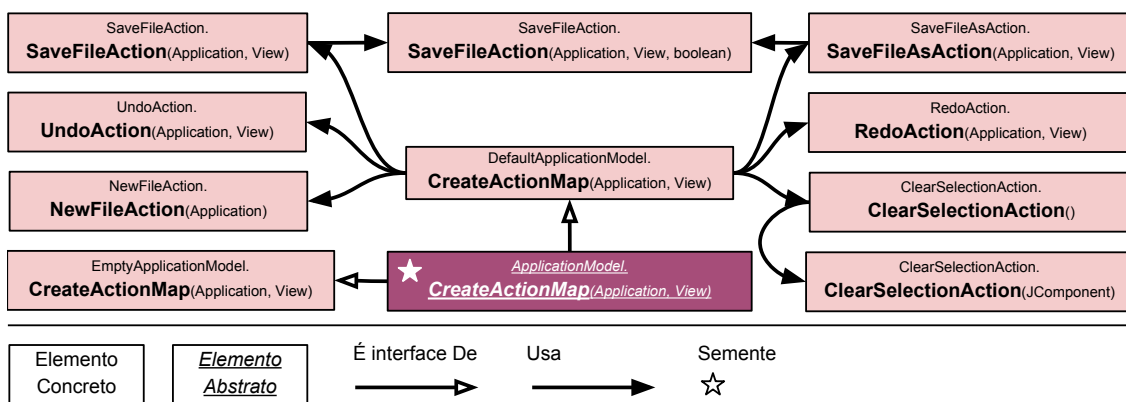 SaveFileAction.
SaveFileAction(Application, View)
SaveFileAction.
SaveFileAction(Application, View, boolean)
SaveFileAsAction.
SaveFileAsAction(Application, View)
UndoAction.
UndoAction(Application, View)
RedoAction.
RedoAction(Application, View)
DefaultApplicationModel.
CreateActionMap(Application, View)
NewFileAction.
NewFileAction(Application)
ClearSelectionAction.
ClearSelectionAction()
EmptyApplicationModel.
CreateActionMap(Application, View)
ApplicationModel.
CreateActionMap(Application, View)
ClearSelectionAction.
ClearSelectionAction(JComponent)
Elemento
Concreto
Elemento
Abstrato
É interface De
Usa
Semente